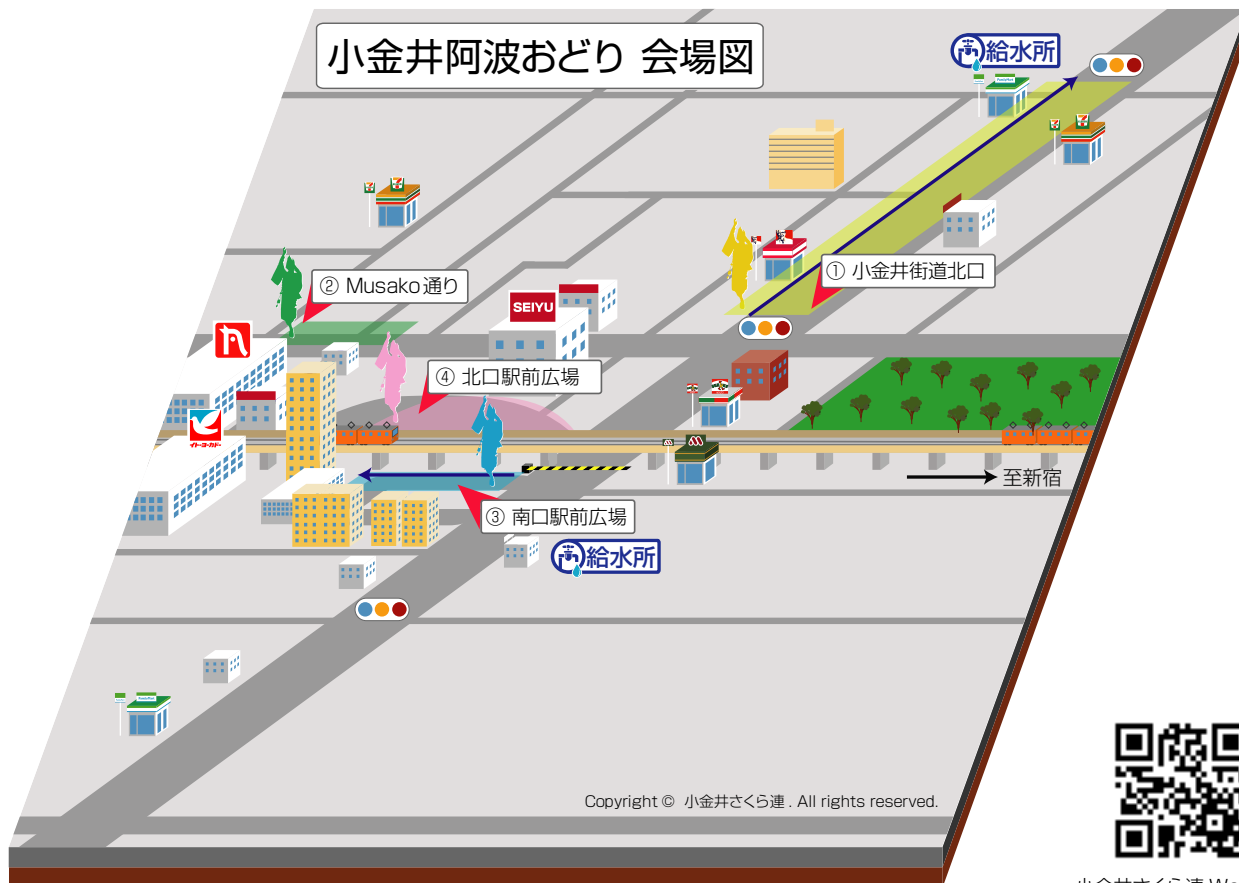 小金井阿波おどり 会場図
給水所
② Musako通り
SEIYU
① 小金井街道北口
④ 北口駅前広場
イトーヨーカドー
至新宿
③ 南口駅前広場
給水所
Copyright © 小金井さくら連 . All rights reserved.